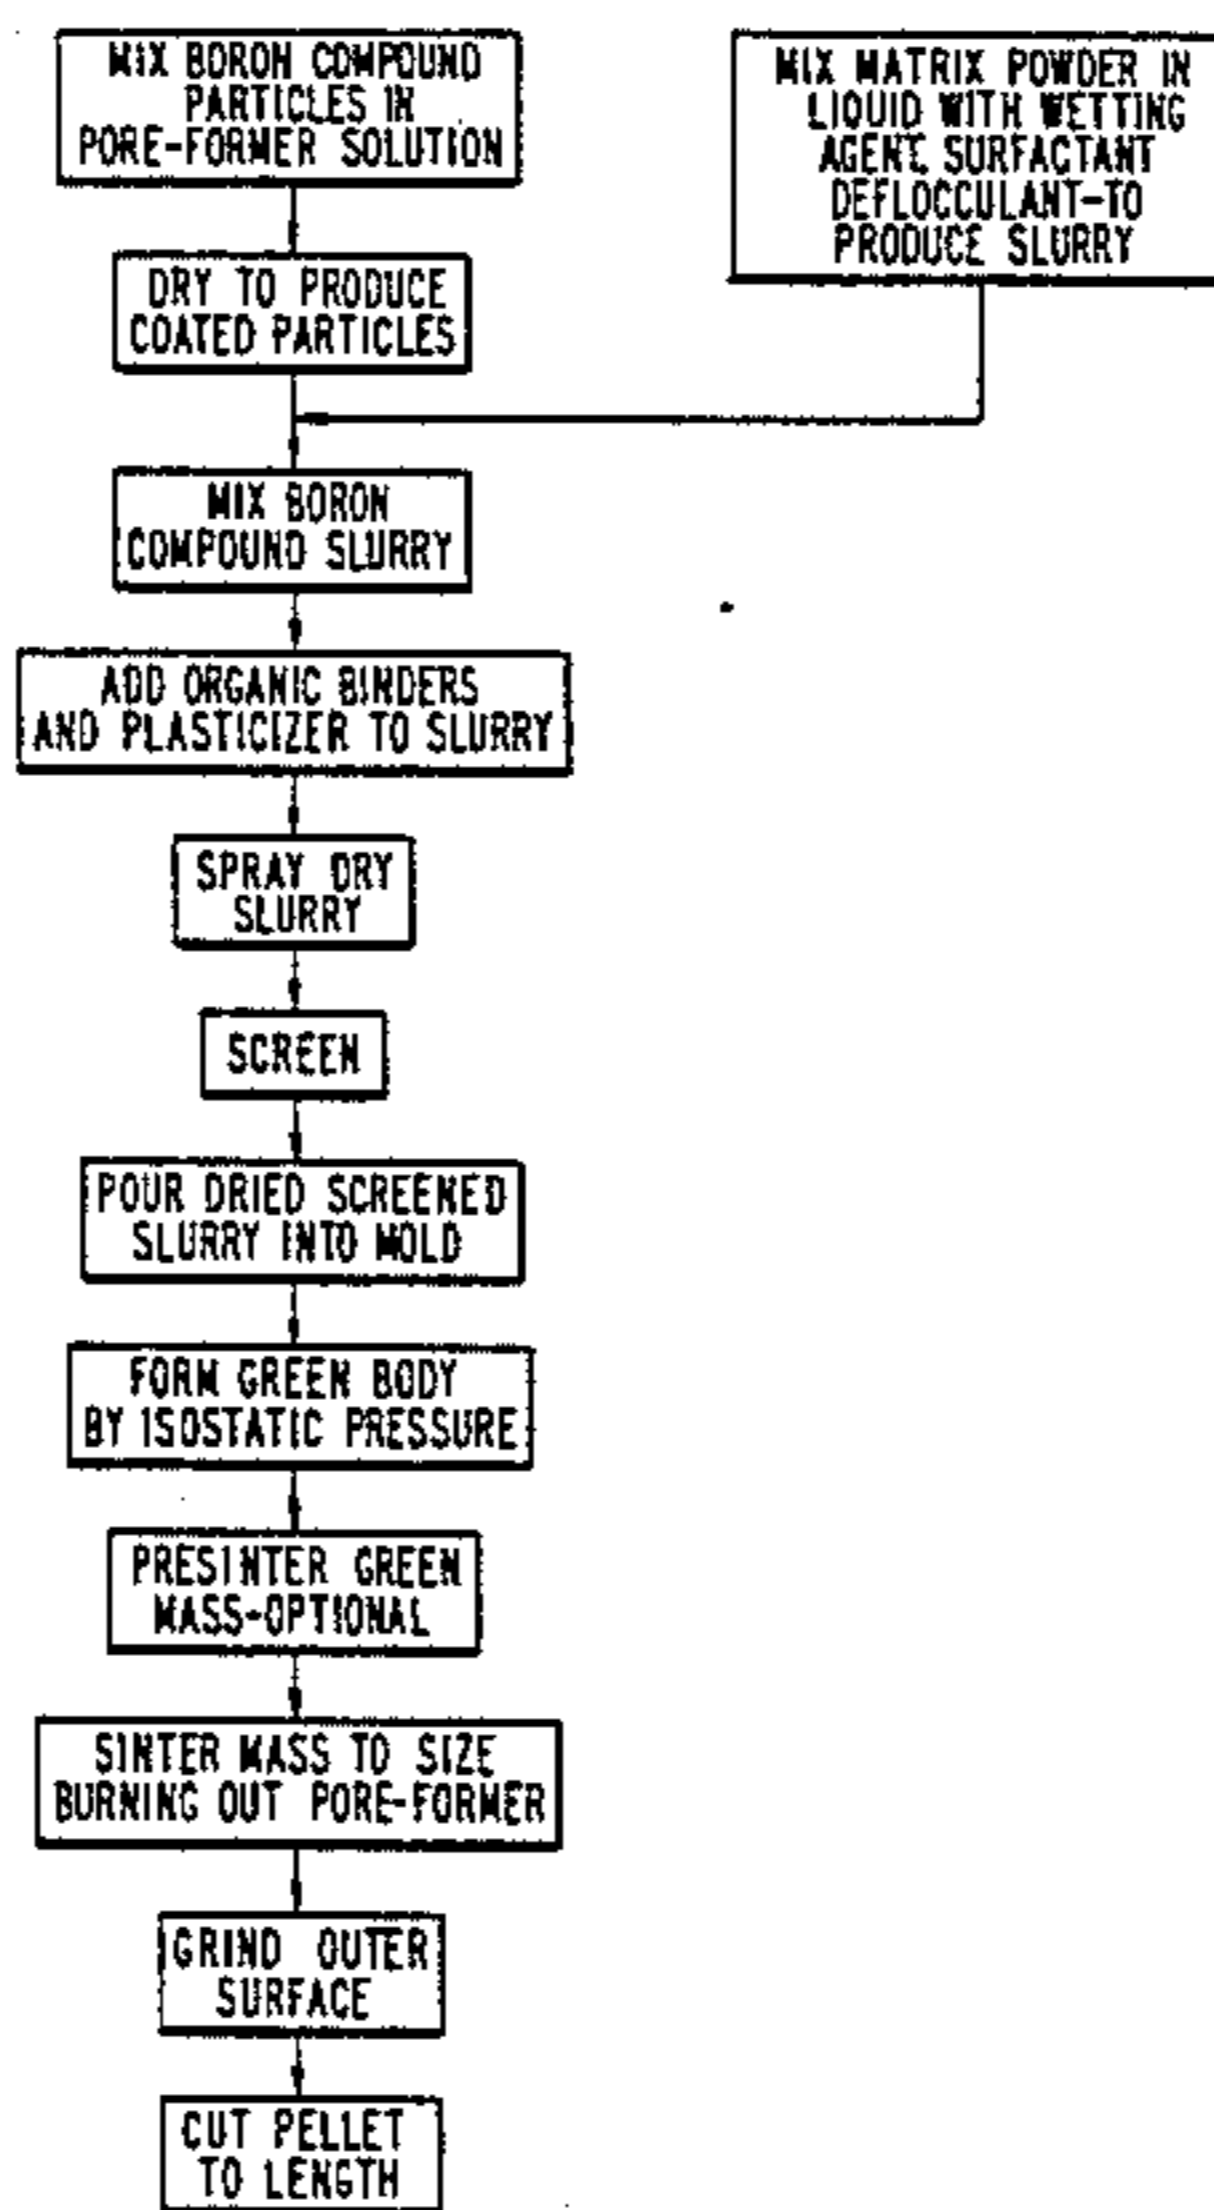 MIX BORON COMPOUND
PARTICLES IN
PORE-FORMER SOLUTION
MIX MATRIX POWDER IN
LIQUID WITH WETTING
AGENT, SURFACTANT
DEFLOCCULANT-TO
PRODUCE SLURRY
DRY TO PRODUCE
COATED PARTICLES
MIX BORON
COMPOUND SLURRY
ADD ORGANIC BINDERS
AND PLASTICIZER TO SLURRY
SPRAY DRY
SLURRY
SCREEN
POUR DRIED SCREENED
SLURRY INTO MOLD
FORM GREEN BODY
BY ISOSTATIC PRESSURE
PRESINTER GREEN
MASS-OPTIONAL
SINTER MASS TO SIZE
BURNING OUT PORE-FORMER
GRIND OUTER
SURFACE
CUT PELLET
TO LENGTH